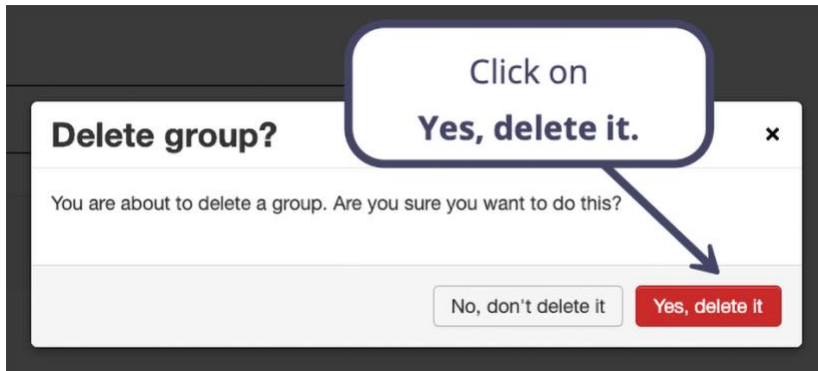 Click on
Yes, delete it.
Delete group?
×
You are about to delete a group. Are you sure you want to do this?
No, don't delete it
Yes, delete it